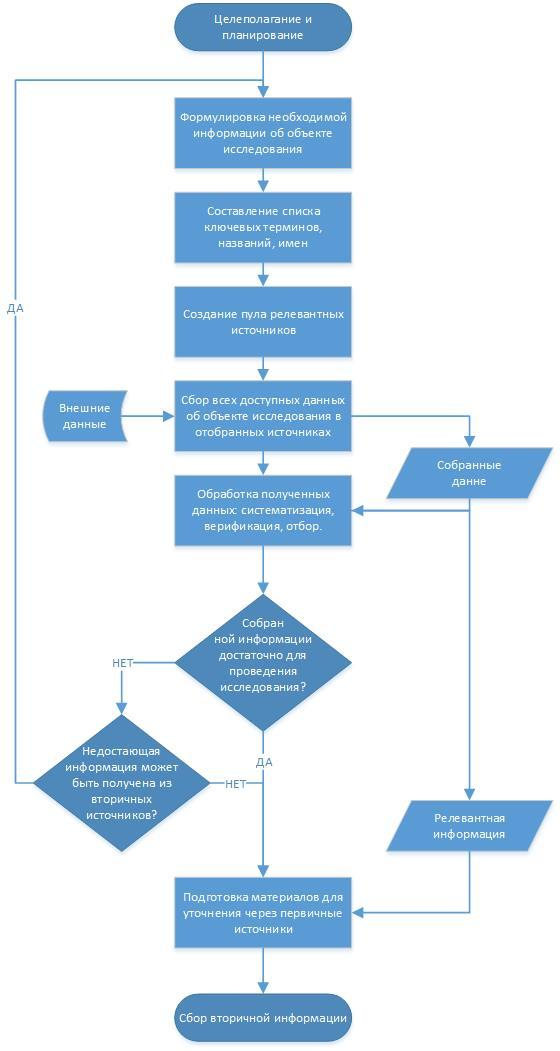 Целеполагание и
планирование
Формулировка необходимой
информации об объекте
исследования
Составление списка
ключевых терминов,
названий, имен
ДА
Создание пула релевантных
источников
Внешние
данные
Сбор всех доступных данных
об объекте исследования в
отобранных источниках
Собранные
данне
Обработка полученных
данных: систематизация,
верификация, отбор.
Собран
ной информации
достаточно для
проведения
исследования?
НЕТ
ДА
Недостающая
информация может
быть получена из
вторичных
источников?
НЕТ
Релевантная
информация
Подготовка материалов для
уточнения через первичные
источники
Сбор вторичной информации